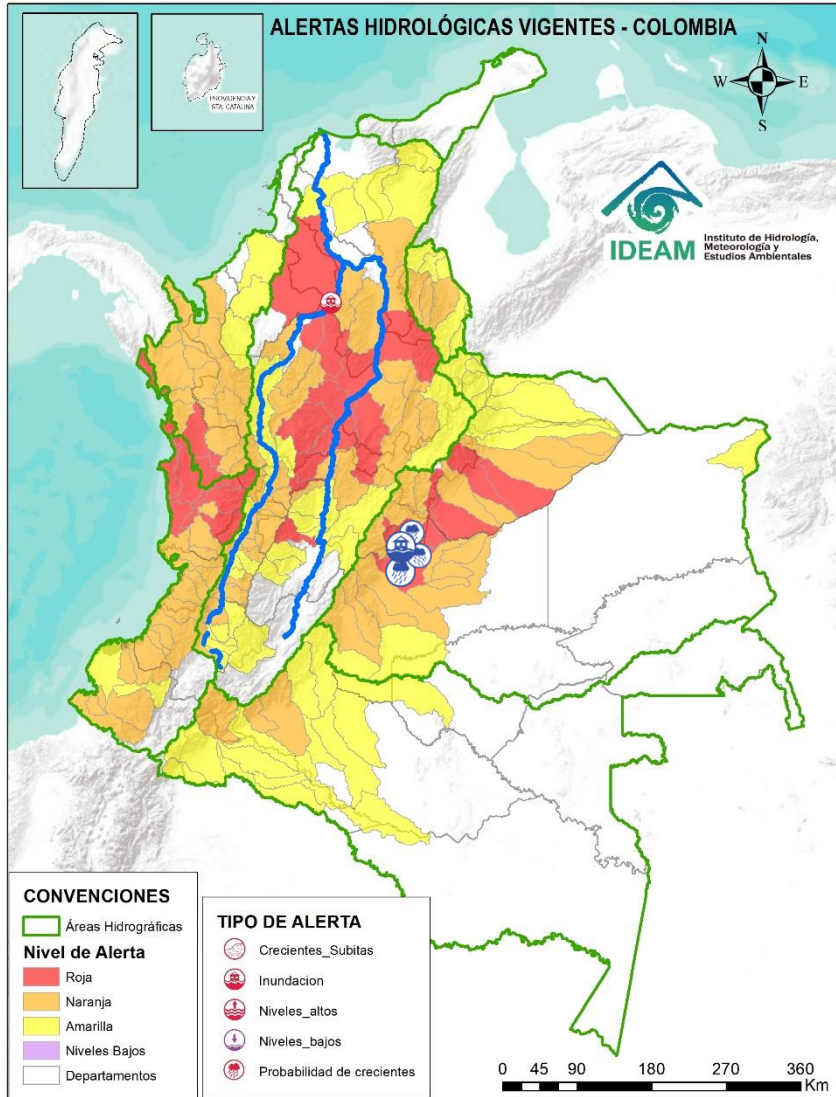 ALERTAS HIDROLÓGICAS VIGENTES - COLOMBIA
PROVIDENCIA Y
STA. CATALINA
N
W
E
S
IDEAM
Instituto de Hidrología,
Meteorología y
Estudios Ambientales
CONVENCIONES
Áreas Hidrográficas
Nivel de Alerta
Roja
Naranja
Amarilla
Niveles Bajos
Departamentos
TIPO DE ALERTA
Crecientes_Subitas
Inundacion
Niveles_altos
Niveles_bajos
Probabilidad de crecientes
0 45 90 180 270 360
Km